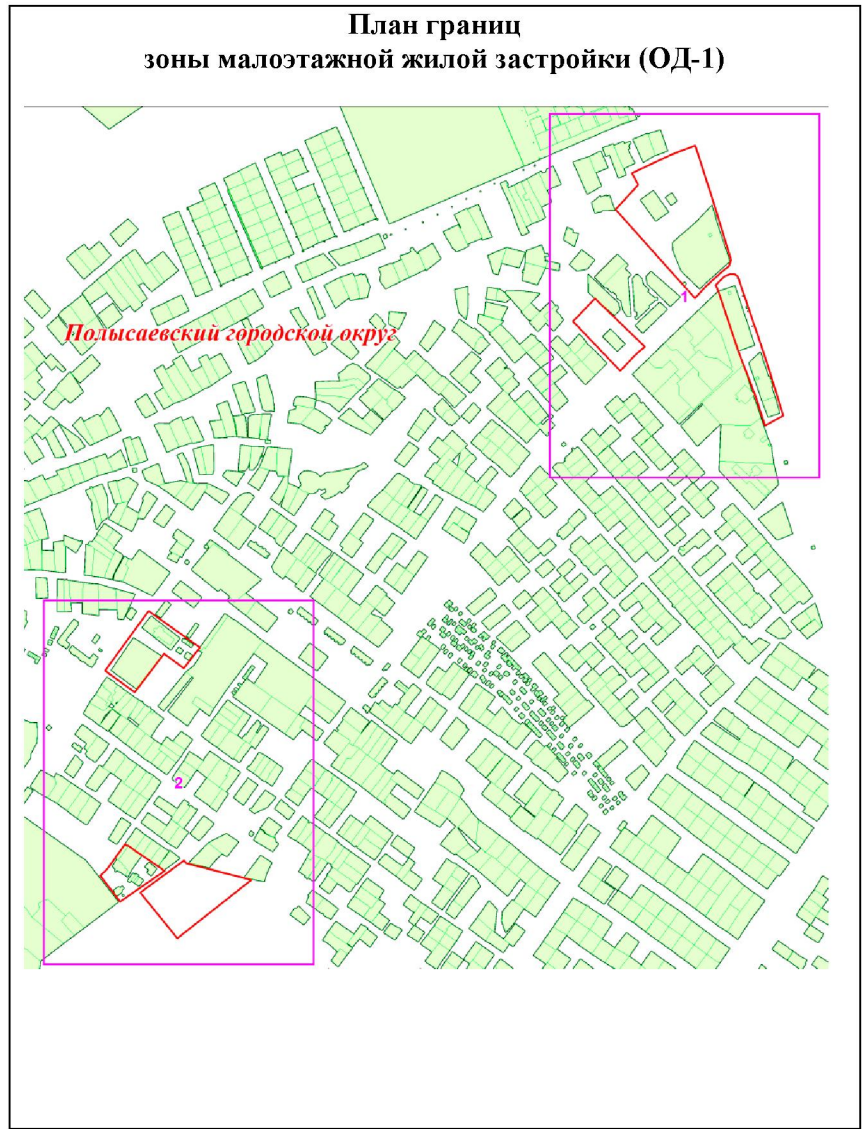 План границ
зоны малоэтажной жилой застройки (ОД-1)
Полысаевский городской округ
1
2